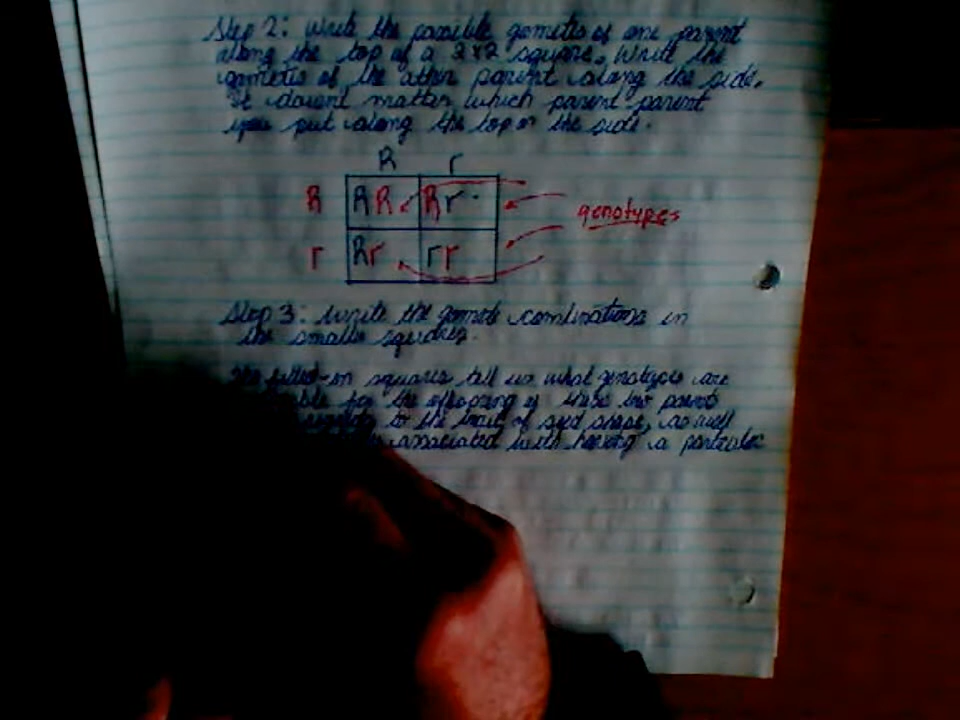 Step 2: Write the possible gametes of one parent
along the top of a 2x2 square. Write the
gametes of the other parent along the side.
It doesn't matter which parent parent
you put along the top or the side.
R r
R RR Rr
genotypes
r Rr rr
Step 3: Write the gamete combinations in
the smaller squares.
The filled-in squares tell us what genotypes are
for the offspring of these two parent
to the trait of seed shape, as well
associated with having a particular